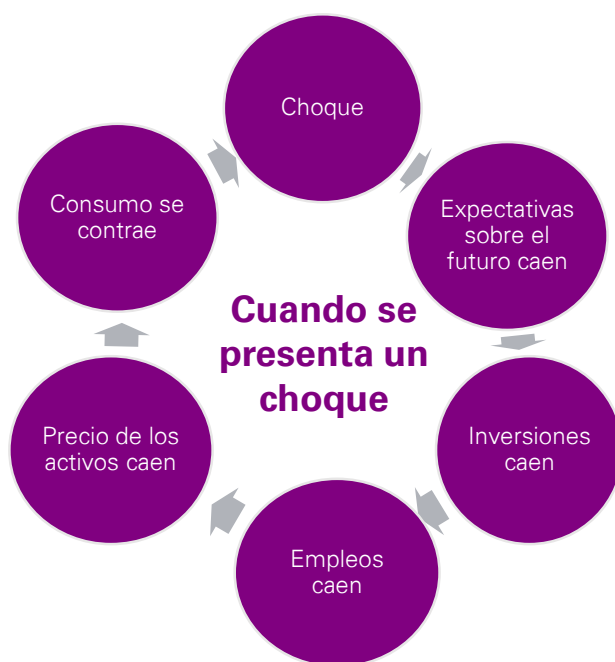 Choque
Expectativas
sobre el
futuro caen
Inversiones
caen
Empleos
caen
Precio de los
activos caen
Consumo se
contrae
Cuando se
presenta un
choque